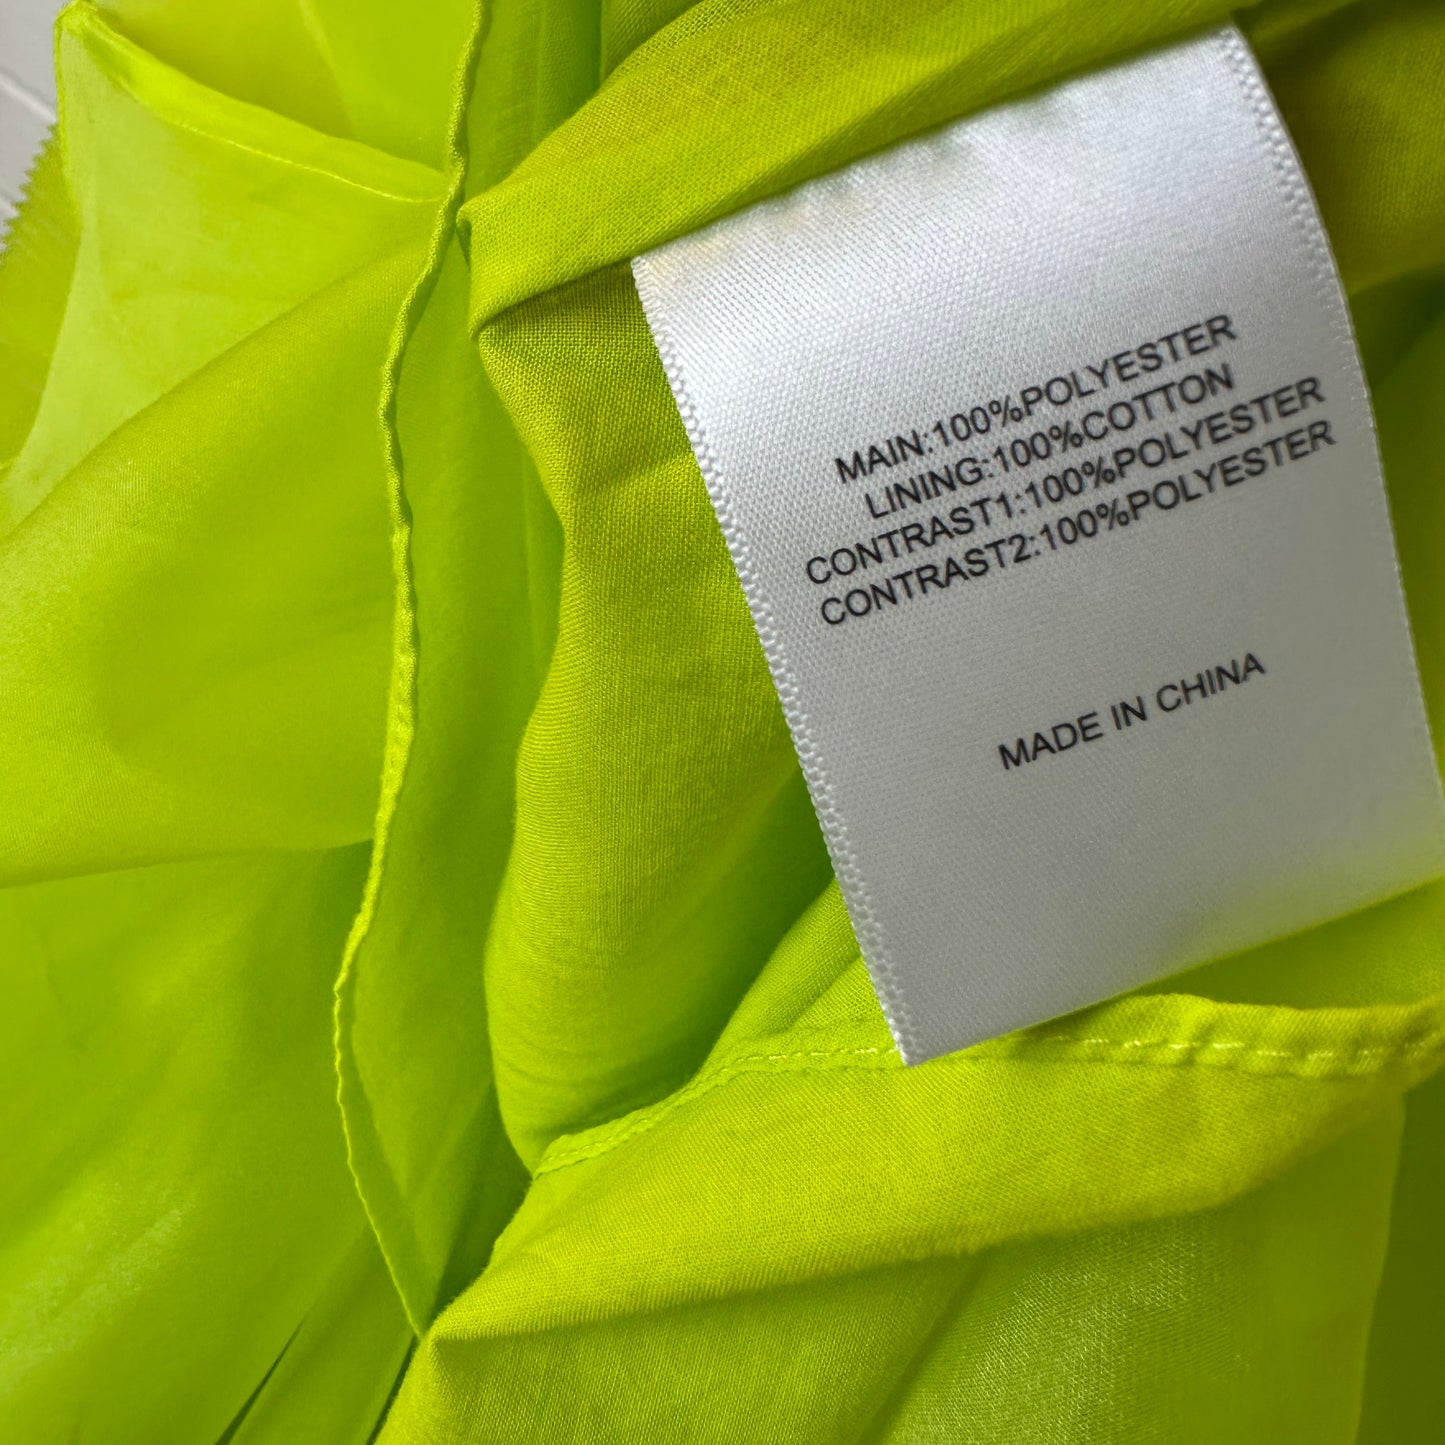 MAIN:100%POLYESTER
LINING:100%COTTON
CONTRAST1:100%POLYESTER
CONTRAST2:100%POLYESTER
MADE IN CHINA